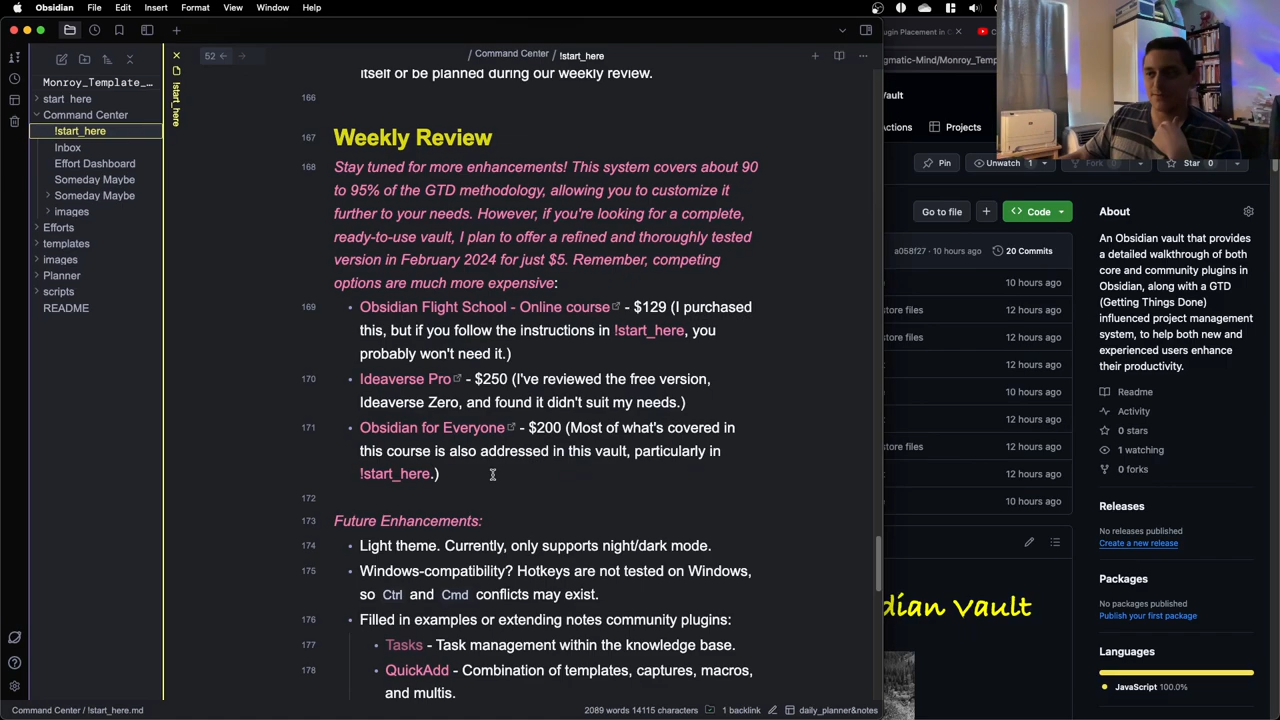 Obsidian File Edit Insert Format View Window Help
52
/ Command Center / !start_here
Monroy_Template_...
start here
Command Center
!start_here
Inbox
Effort Dashboard
Someday Maybe
Someday Maybe
images
Efforts
templates
images
Planner
scripts
README
!start_here
itself or be planned during our weekly review.
166
167 Weekly Review
168 Stay tuned for more enhancements! This system covers about 90
to 95% of the GTD methodology, allowing you to customize it
further to your needs. However, if you're looking for a complete,
ready-to-use vault, I plan to offer a refined and thoroughly tested
version in February 2024 for just $5. Remember, competing
options are much more expensive:
169 • Obsidian Flight School - Online course - $129 (I purchased
this, but if you follow the instructions in !start_here, you
probably won't need it.)
170 • Ideaverse Pro - $250 (I've reviewed the free version,
Ideaverse Zero, and found it didn't suit my needs.)
171 • Obsidian for Everyone - $200 (Most of what's covered in
this course is also addressed in this vault, particularly in
!start_here.)
172
173 Future Enhancements:
174 • Light theme. Currently, only supports night/dark mode.
175 • Windows-compatibility? Hotkeys are not tested on Windows,
so Ctrl and Cmd conflicts may exist.
176 • Filled in examples or extending notes community plugins:
177 • Tasks - Task management within the knowledge base.
178 • QuickAdd - Combination of templates, captures, macros,
and multis.
Command Center / !start_here.md
2089 words 14115 characters 1 backlink daily_planner&notes
lugin Placement in C
gmatic-Mind/Monroy_Temp
Vault
Actions Projects
Pin Unwatch 1 Fork Star 0
Go to file + Code
a058f27 · 10 hours ago 20 Commits
10 hours ago
store files 12 hours ago
12 hours ago
10 hours ago
12 hours ago
store files 12 hours ago
10 hours ago
dian Vault
About
An Obsidian vault that provides
a detailed walkthrough of both
core and community plugins in
Obsidian, along with a GTD
(Getting Things Done)
influenced project management
system, to help both new and
experienced users enhance
their productivity.
Readme
Activity
0 stars
1 watching
0 forks
Releases
No releases published
Create a new release
Packages
No packages published
Publish your first package
Languages
JavaScript 100.0%